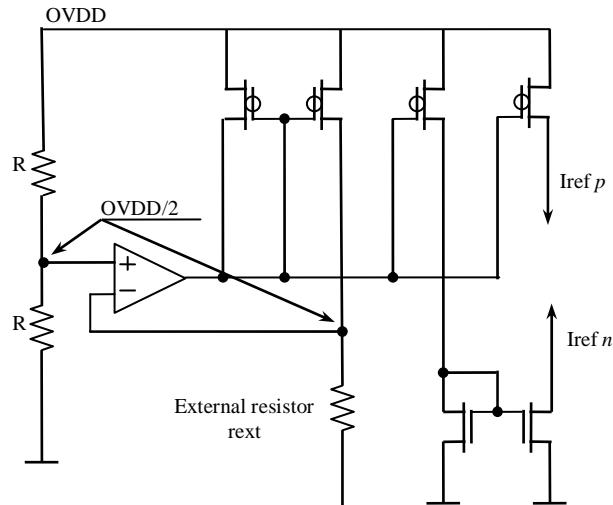 OVDD
R
Iref p
OVDD/2
+
−
R
Iref n
External resistor
rext